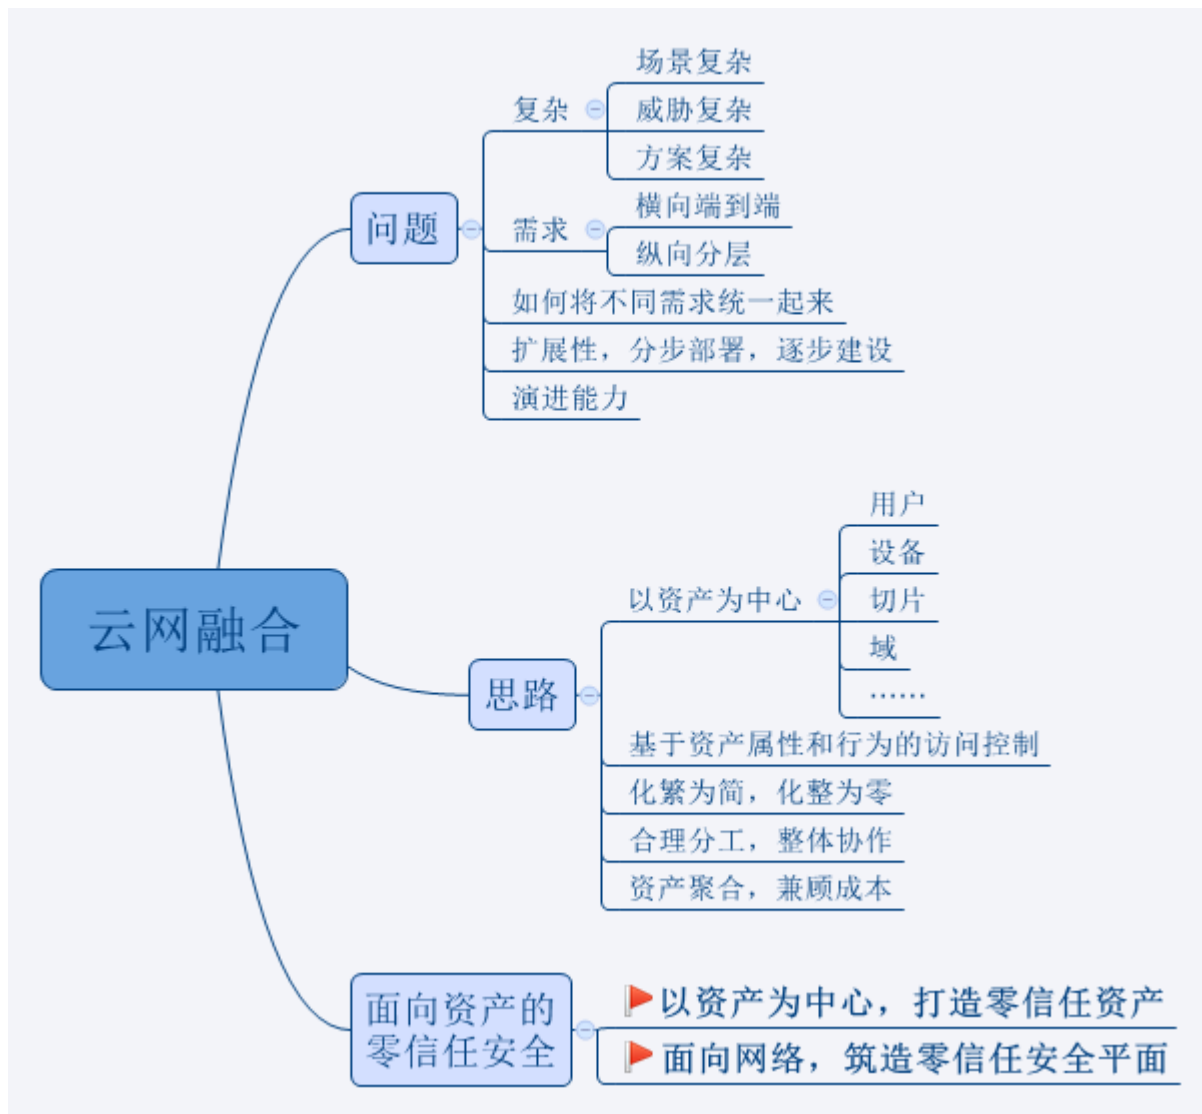 场景复杂
复杂
威胁复杂
方案复杂
横向端到端
问题
需求
纵向分层
如何将不同需求统一起来
扩展性，分步部署，逐步建设
演进能力
用户
设备
以资产为中心
切片
云网融合
域
思路
……
基于资产属性和行为的访问控制
化繁为简，化整为零
合理分工，整体协作
资产聚合，兼顾成本
面向资产的
零信任安全
以资产为中心，打造零信任资产
面向网络，筑造零信任安全平面